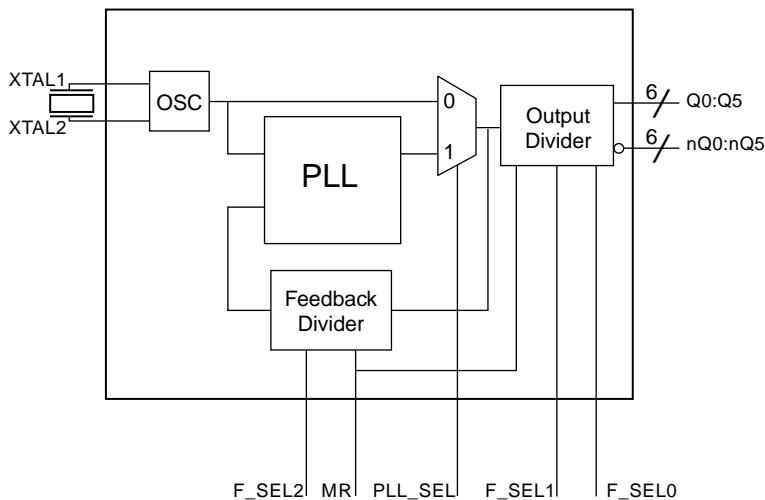 XTAL1
XTAL2
OSC
PLL
0
1
Output
Divider
6
Q0:Q5
6
nQ0:nQ5
Feedback
Divider
F_SEL2
MR
PLL_SEL
F_SEL1
F_SEL0